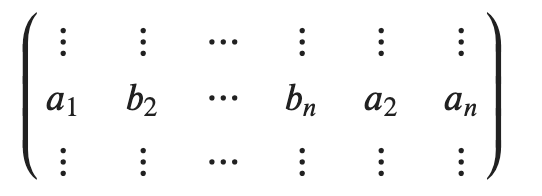 ⋮ ⋮ ⋯ ⋮ ⋮ ⋮
a₁ b₂ ⋯ bₙ a₂ aₙ
⋮ ⋮ ⋯ ⋮ ⋮ ⋮